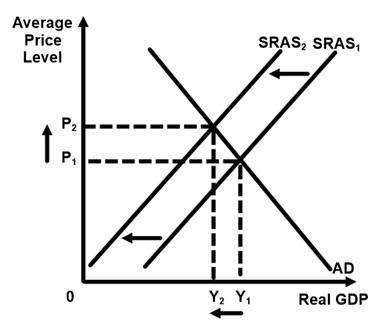 Average
Price
Level
SRAS2 SRAS1
P2
P1
AD
0 Y2 Y1 Real GDP